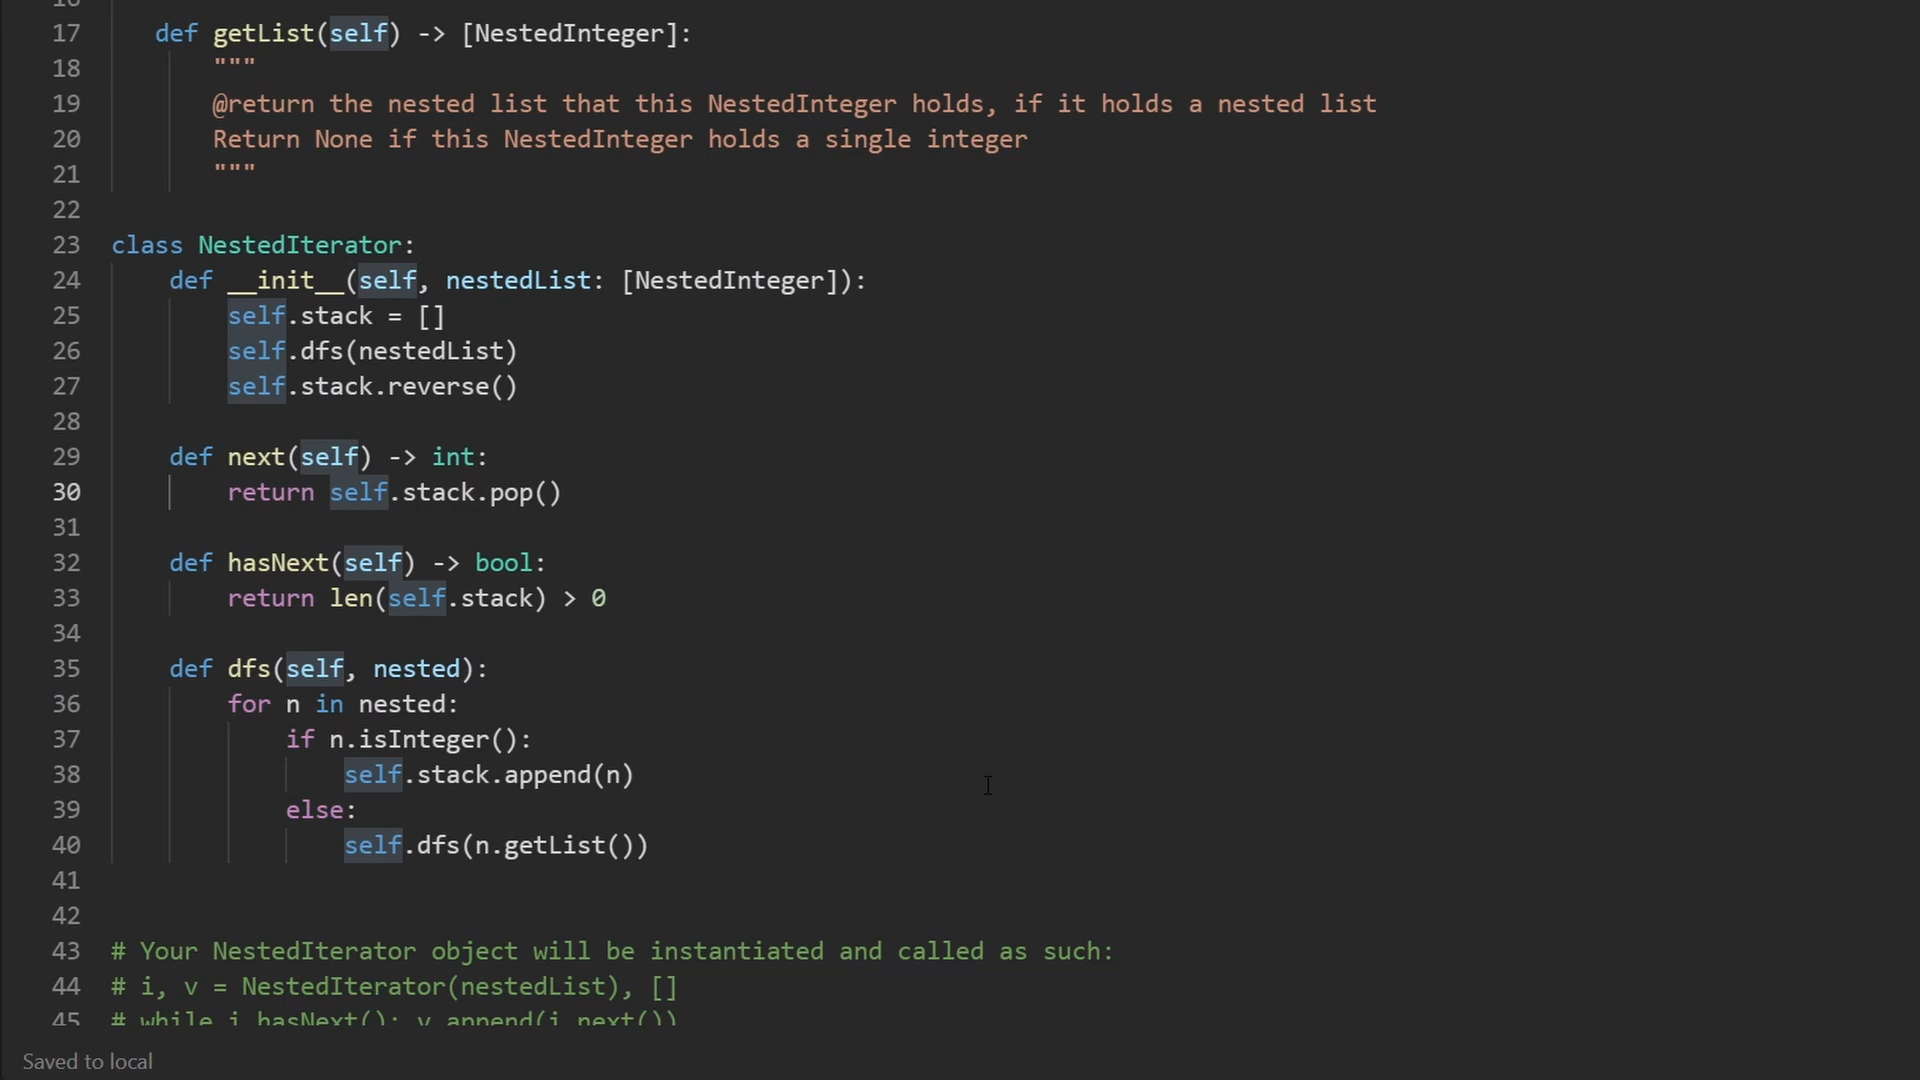 17 def getList(self) -> [NestedInteger]:
18 """
19 @return the nested list that this NestedInteger holds, if it holds a nested list
20 Return None if this NestedInteger holds a single integer
21 """
22
23 class NestedIterator:
24 def __init__(self, nestedList: [NestedInteger]):
25 self.stack = []
26 self.dfs(nestedList)
27 self.stack.reverse()
28
29 def next(self) -> int:
30 return self.stack.pop()
31
32 def hasNext(self) -> bool:
33 return len(self.stack) > 0
34
35 def dfs(self, nested):
36 for n in nested:
37 if n.isInteger():
38 self.stack.append(n)
39 else:
40 self.dfs(n.getList())
41
42
43 # Your NestedIterator object will be instantiated and called as such:
44 # i, v = NestedIterator(nestedList), []
45 # while i.hasNext(): v.append(i.next())
Saved to local